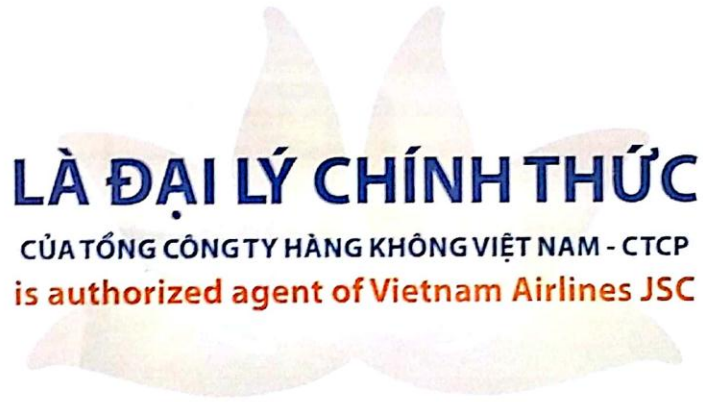 LÀ ĐẠI LÝ CHÍNH THỨC
CỦA TỔNG CÔNG TY HÀNG KHÔNG VIỆT NAM - CTCP
is authorized agent of Vietnam Airlines JSC